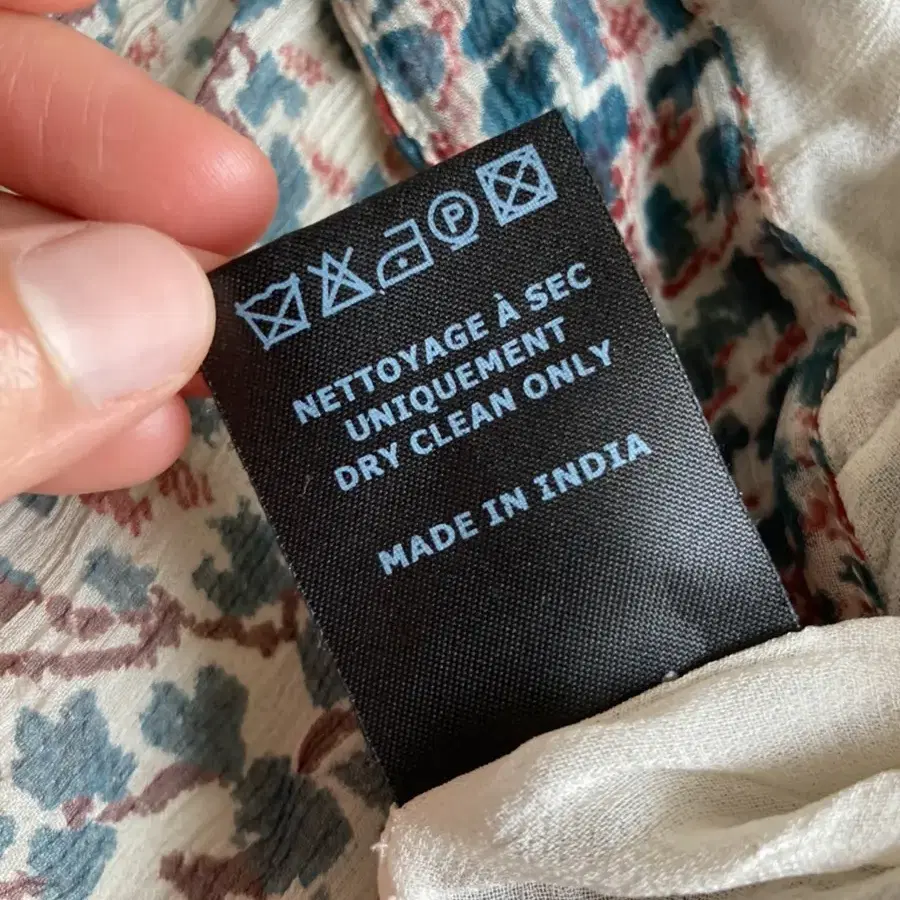 P
NETTOYAGE À SEC
UNIQUEMENT
DRY CLEAN ONLY
MADE IN INDIA